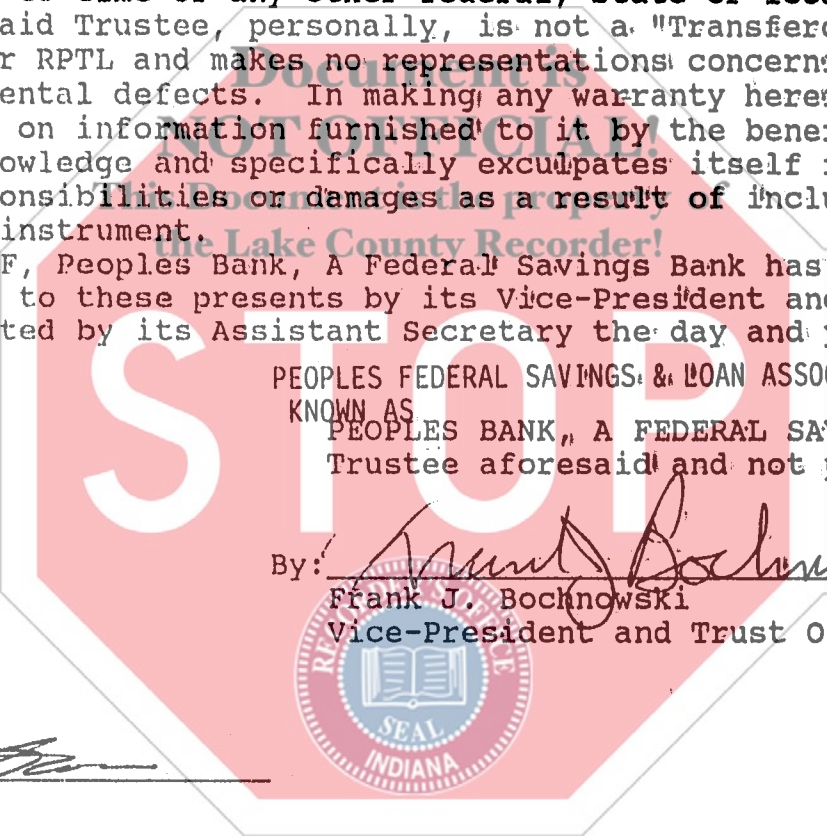 aid Trustee, personally, is not a "Transfero
r RPTL and makes no representations concern
ental defects. In making any warranty here
on information furnished to it by the bene
owledge and specifically exculpates itself
onsibilities or damages as a result of inclu
instrument.
F, Peoples Bank, A Federal Savings Bank has
to these presents by its Vice-President an
ted by its Assistant Secretary the day and
PEOPLES FEDERAL SAVINGS & LOAN ASSO
KNOWN AS
PEOPLES BANK, A FEDERAL SA
Trustee aforesaid and not
By:
Frank J. Bochnowski
Vice-President and Trust O
Document is
NOT OFFICIAL!
This Document is the property
the Lake County Recorder!
STOP
RECORDER'S OFFICE
SEAL
INDIANA